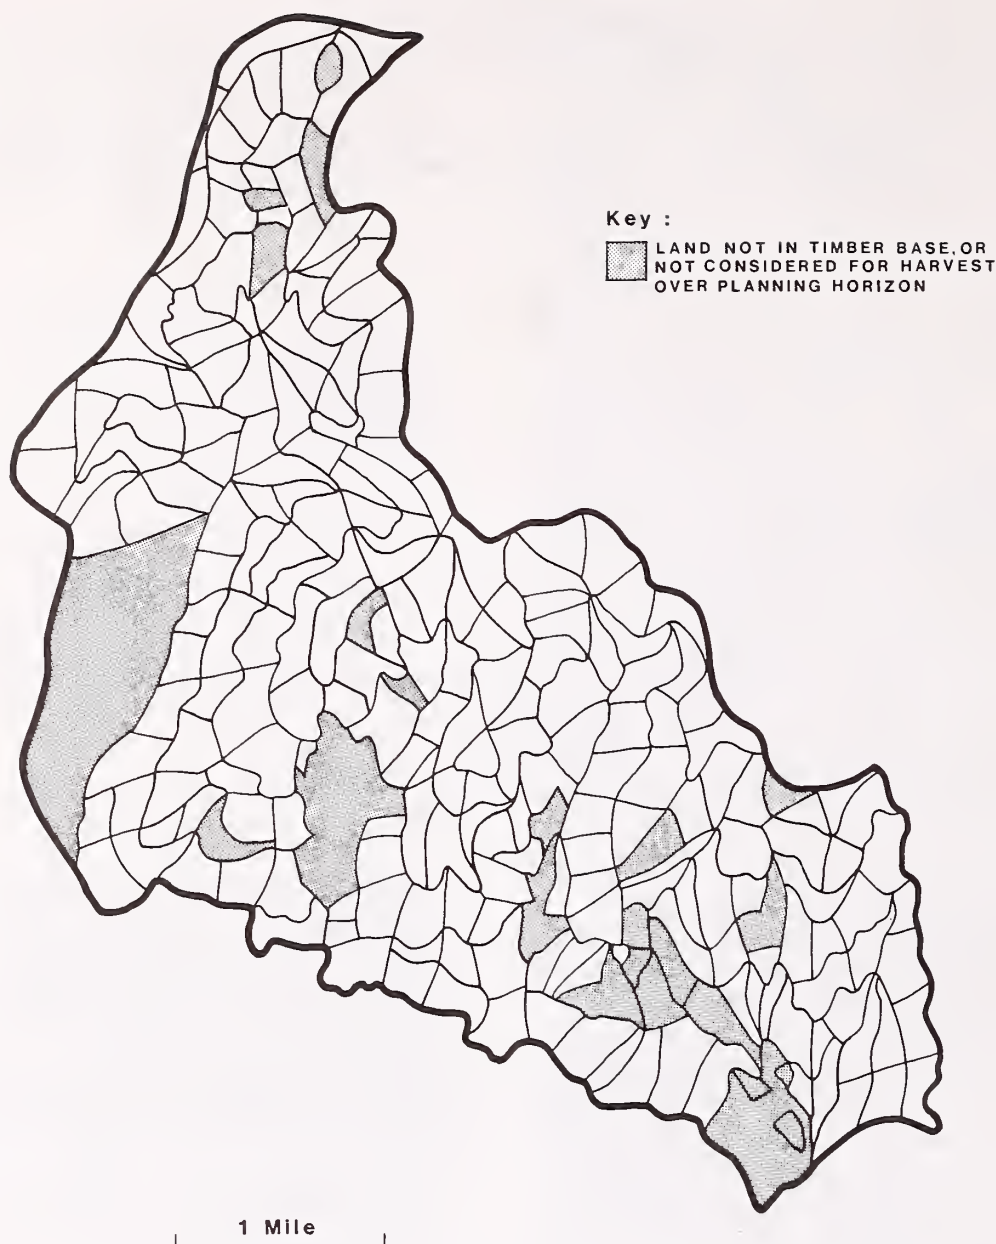 Key :
LAND NOT IN TIMBER BASE, OR
NOT CONSIDERED FOR HARVEST
OVER PLANNING HORIZON
1 Mile